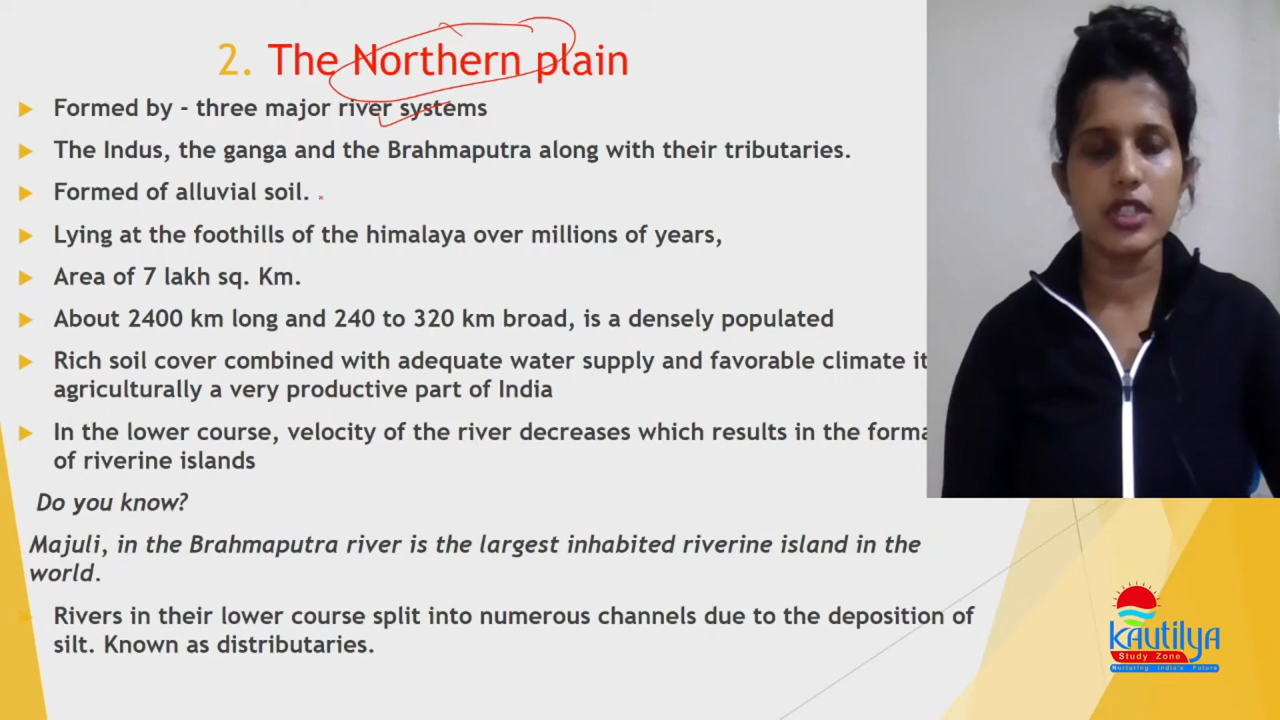 2. The Northern plain
Formed by - three major river systems
The Indus, the ganga and the Brahmaputra along with their tributaries.
Formed of alluvial soil.
Lying at the foothills of the himalaya over millions of years,
Area of 7 lakh sq. Km.
About 2400 km long and 240 to 320 km broad, is a densely populated
Rich soil cover combined with adequate water supply and favorable climate it
agriculturally a very productive part of India
In the lower course, velocity of the river decreases which results in the
of riverine islands
Do you know?
Majuli, in the Brahmaputra river is the largest inhabited riverine island in the
world.
Rivers in their lower course split into numerous channels due to the deposition of
silt. Known as distributaries.
Kautilya
Study Zone
Nurturing India's Future